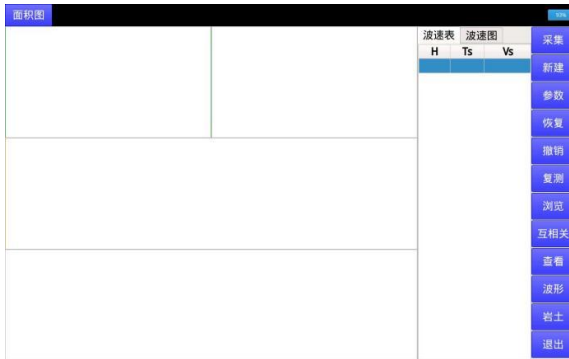 面积图
波速表 波速图
H Ts Vs
采集
新建
参数
恢复
撤销
复测
浏览
互相关
查看
波形
岩土
退出